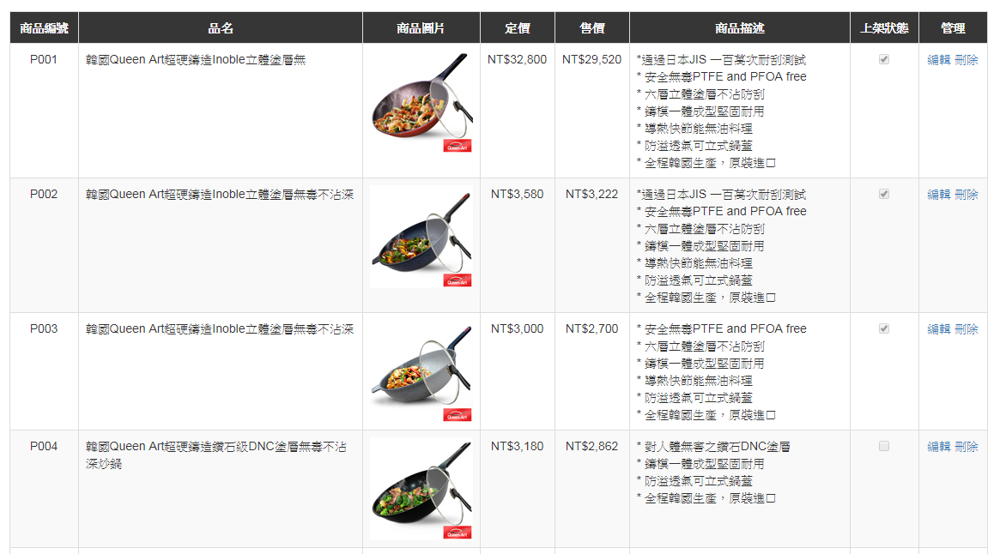 商品編號 品名 商品圖片 定價 售價 商品描述 上架狀態 管理
P001 韓國Queen Art超硬鑄造Inoble立體塗層無 NT$32,800 NT$29,520 *通過日本JIS 一百萬次耐刮測試 編輯 刪除
* 安全無毒PTFE and PFOA free
* 六層立體塗層不沾防刮
* 鑄模一體成型堅固耐用
* 導熱快節能無油料理
* 防溢透氣可立式鍋蓋
Queen·Art
* 全程韓國生產，原裝進口
P002 韓國Queen Art超硬鑄造Inoble立體塗層無毒不沾深 NT$3,580 NT$3,222 *通過日本JIS 一百萬次耐刮測試 編輯 刪除
* 安全無毒PTFE and PFOA free
* 六層立體塗層不沾防刮
* 鑄模一體成型堅固耐用
* 導熱快節能無油料理
* 防溢透氣可立式鍋蓋
Queen·Art
* 全程韓國生產，原裝進口
P003 韓國Queen Art超硬鑄造Inoble立體塗層無毒不沾深 NT$3,000 NT$2,700 * 安全無毒PTFE and PFOA free 編輯 刪除
* 六層立體塗層不沾防刮
* 鑄模一體成型堅固耐用
* 導熱快節能無油料理
* 防溢透氣可立式鍋蓋
* 全程韓國生產，原裝進口
Queen·Art
P004 韓國Queen Art超硬鑄造鑽石級DNC塗層無毒不沾 NT$3,180 NT$2,862 * 對人體無害之鑽石DNC塗層 編輯 刪除
深炒鍋 * 鑄模一體成型堅固耐用
* 防溢透氣可立式鍋蓋
* 全程韓國生產，原裝進口
Queen·Art